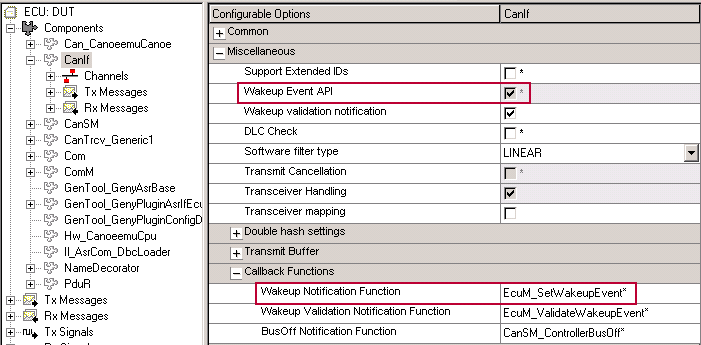 ECU: DUT
Components
Can_CanoeemuCanoe
CanIf
Channels
Tx Messages
Rx Messages
CanSM
CanTrcv_Generic1
Com
ComM
GenTool_GenyAsrBase
GenTool_GenyPluginAsrIfEcu
GenTool_GenyPluginConfigD
Hw_CanoeemuCpu
Il_AsrCom_DbcLoader
NameDecorator
PduR
Tx Messages
Rx Messages
Tx Signals
Configurable Options CanIf
Common
Miscellaneous
Support Extended IDs *
Wakeup Event API *
Wakeup validation notification
DLC Check *
Software filter type LINEAR
Transmit Cancellation *
Transceiver Handling
Transceiver mapping
Double hash settings
Transmit Buffer
Callback Functions
Wakeup Notification Function EcuM_SetWakeupEvent*
Wakeup Validation Notification Function EcuM_ValidateWakeupEvent*
BusOff Notification Function CanSM_ControllerBusOff*